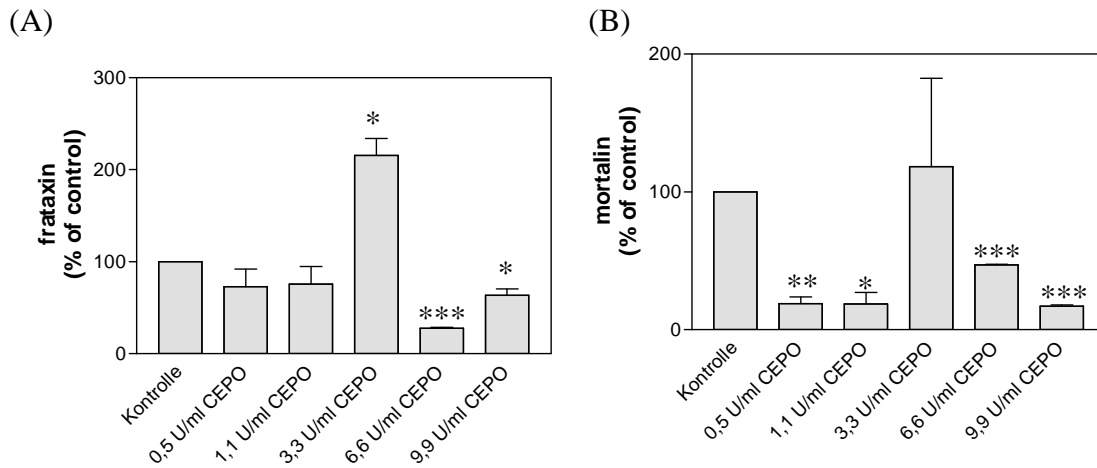 (A)
frataxin
(% of control)
300
200
100
0
*
***
*
Kontrolle
0,5 U/ml CEPO
1,1 U/ml CEPO
3,3 U/ml CEPO
6,6 U/ml CEPO
9,9 U/ml CEPO
(B)
mortalin
(% of control)
200
100
0
**
*
***
***
Kontrolle
0,5 U/ml CEPO
1,1 U/ml CEPO
3,3 U/ml CEPO
6,6 U/ml CEPO
9,9 U/ml CEPO